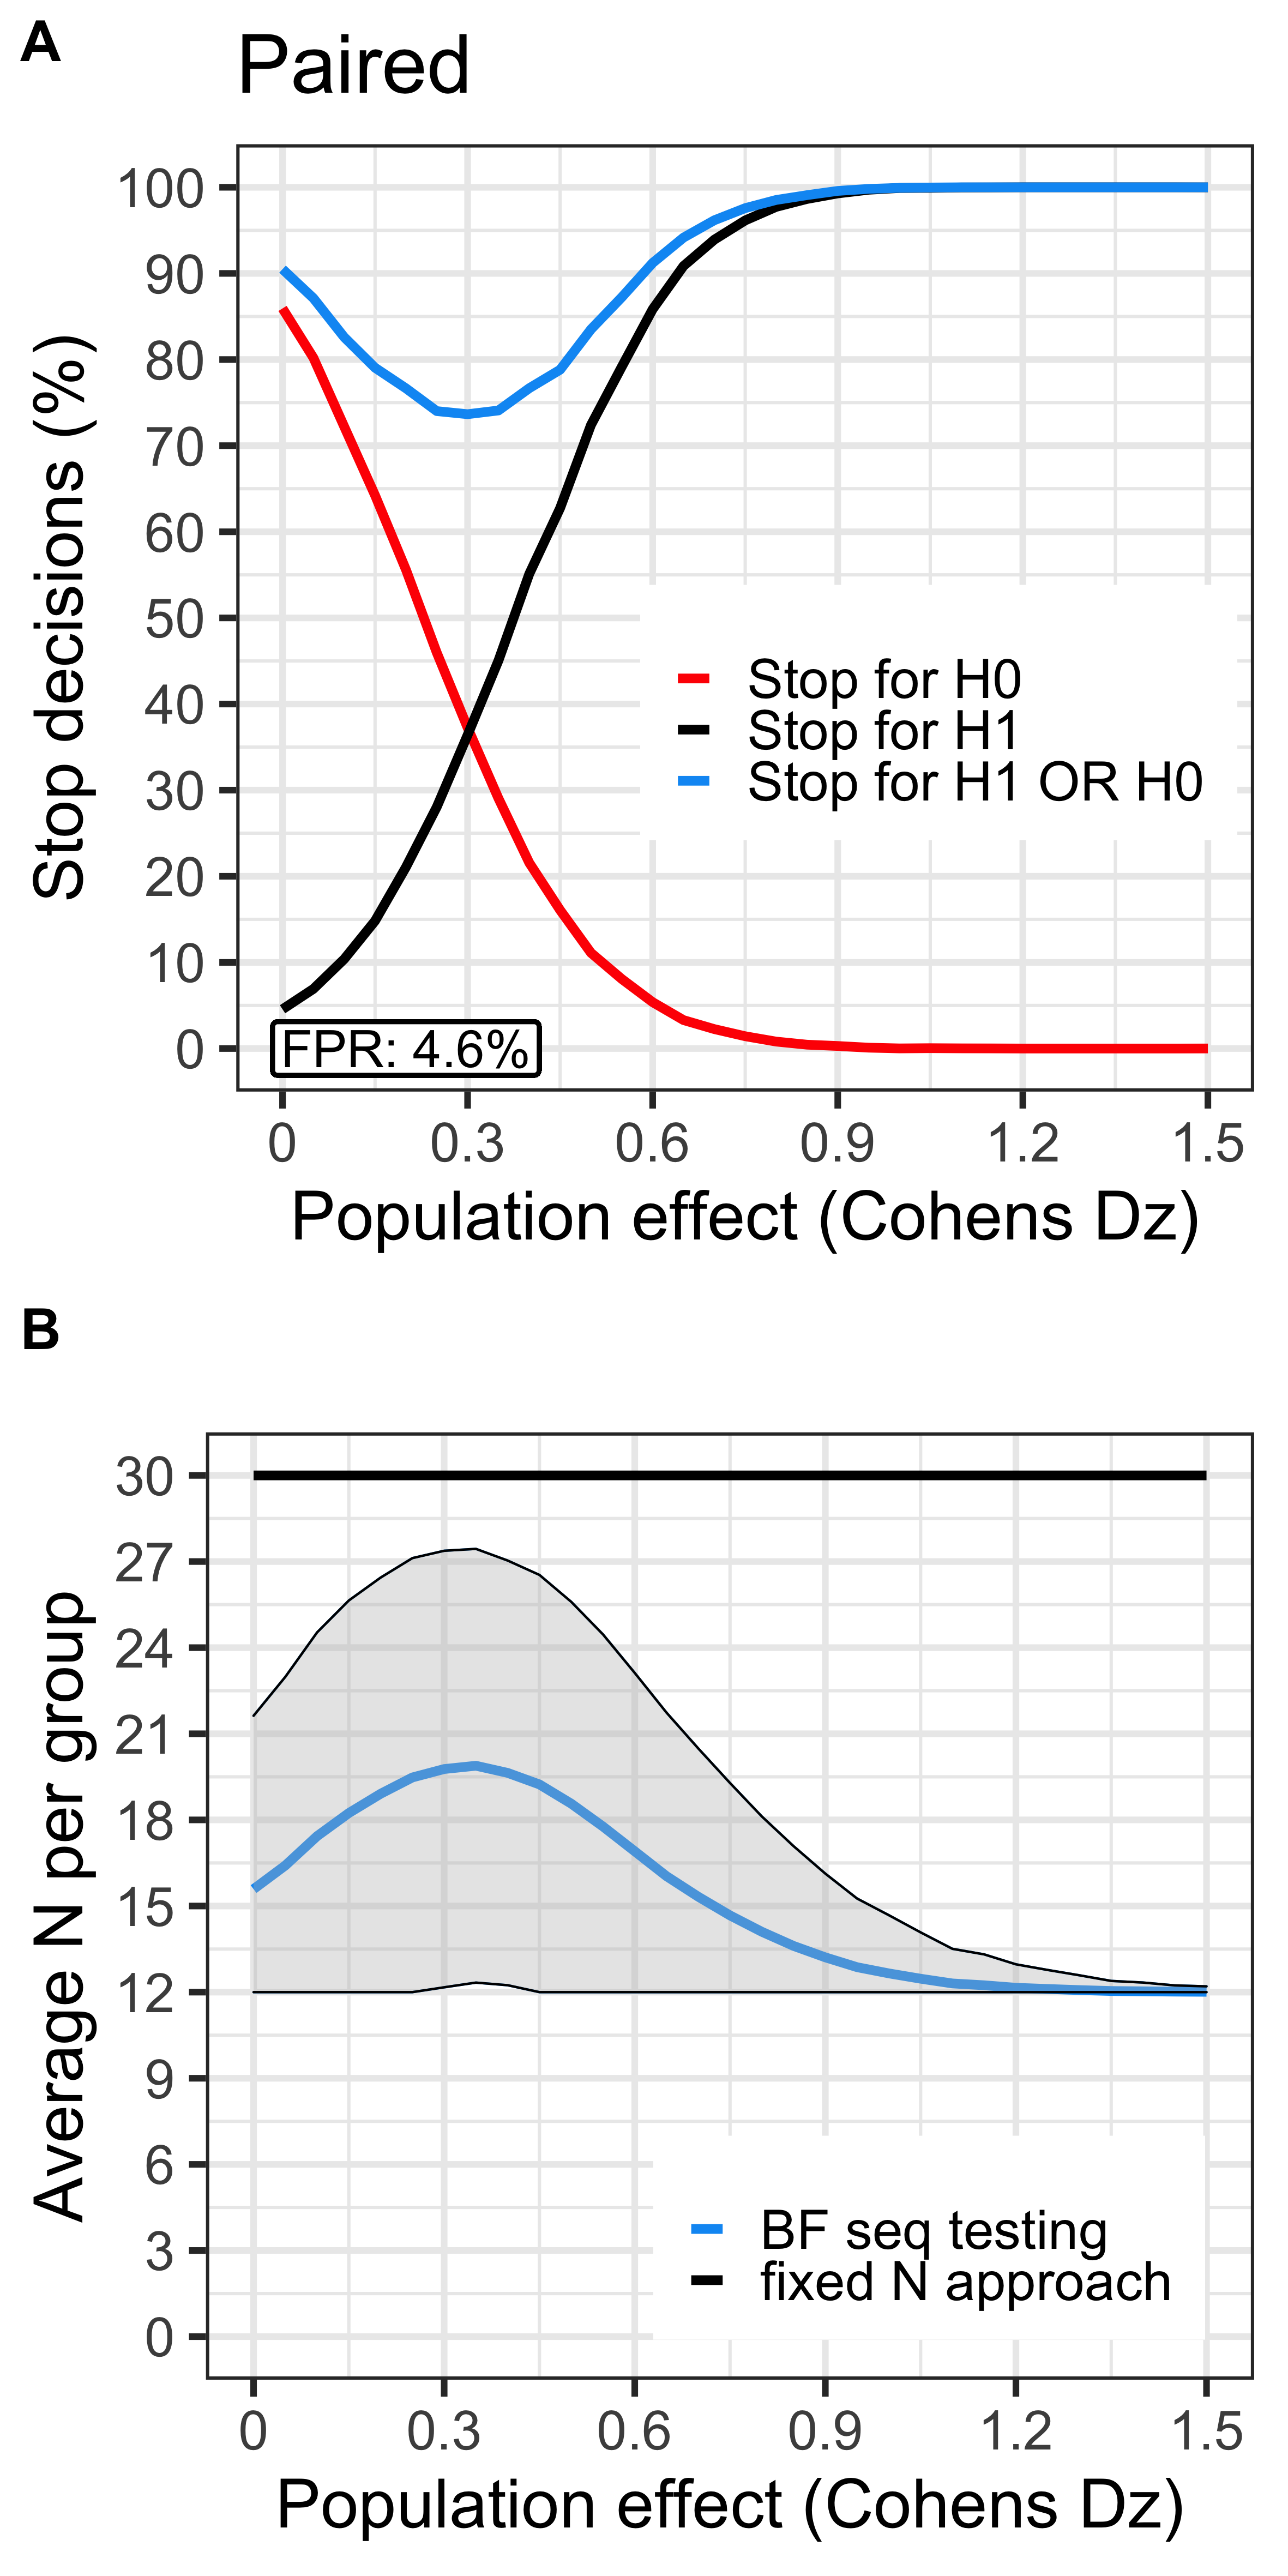 A
Paired
Stop decisions (%)
100
90
80
70
60
50
40
30
20
10
0
Stop for H0
Stop for H1
Stop for H1 OR H0
FPR: 4.6%
0 0.3 0.6 0.9 1.2 1.5
Population effect (Cohens Dz)
B
Average N per group
30
27
24
21
18
15
12
9
6
3
0
BF seq testing
fixed N approach
0 0.3 0.6 0.9 1.2 1.5
Population effect (Cohens Dz)